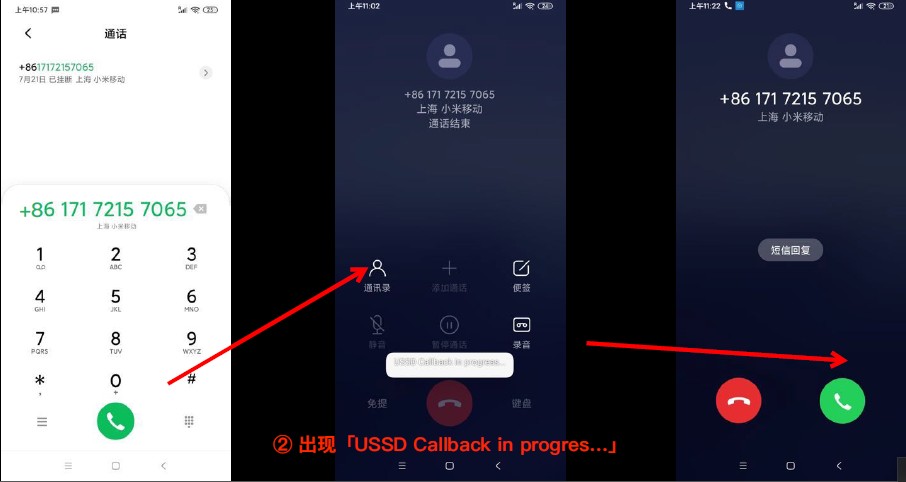 上午10:57
23
通话
+8617172157065
7月21日 已挂断 上海 小米移动
+86 171 7215 7065
上海 小米移动
1
2 ABC
3 DEF
4 GHI
5 JKL
6 MNO
7 PQRS
8 TUV
9 WXYZ
*
,
0
+
#
上午11:02
+86 171 7215 7065
上海 小米移动
通话结束
通讯录
添加通话
便签
静音
暂停通话
录音
USSD Callback in progress...
免提
键盘
上午11:22
+86 171 7215 7065
上海 小米移动
短信回复
② 出现「USSD Callback in progres...」